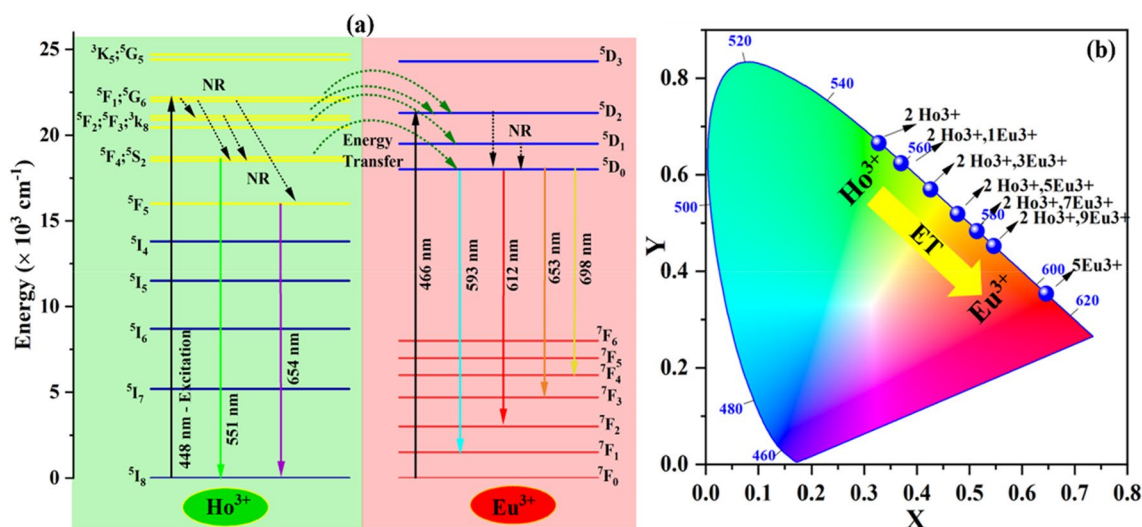 (a)
Energy (× 10³ cm⁻¹)
25
20
15
10
5
0
³K₅;⁵G₅
⁵F₁;⁵G₆
⁵F₂;⁵F₃;³k₈
⁵F₄;⁵S₂
⁵F₅
⁵I₄
⁵I₅
⁵I₆
⁵I₇
⁵I₈
NR
NR
448 nm - Excitation
551 nm
654 nm
Ho³⁺
Energy
Transfer
⁵D₃
⁵D₂
⁵D₁
⁵D₀
NR
466 nm
593 nm
612 nm
653 nm
698 nm
⁷F₆
⁷F₅
⁷F₄
⁷F₃
⁷F₂
⁷F₁
⁷F₀
Eu³⁺
(b)
Y
0.8
0.6
0.4
0.2
0.0
0.0 0.1 0.2 0.3 0.4 0.5 0.6 0.7 0.8
X
520
540
560
580
600
620
500
480
460
2 Ho3+
2 Ho3+,1Eu3+
2 Ho3+,3Eu3+
2 Ho3+,5Eu3+
2 Ho3+,7Eu3+
2 Ho3+,9Eu3+
5Eu3+
Ho³⁺
ET
Eu³⁺